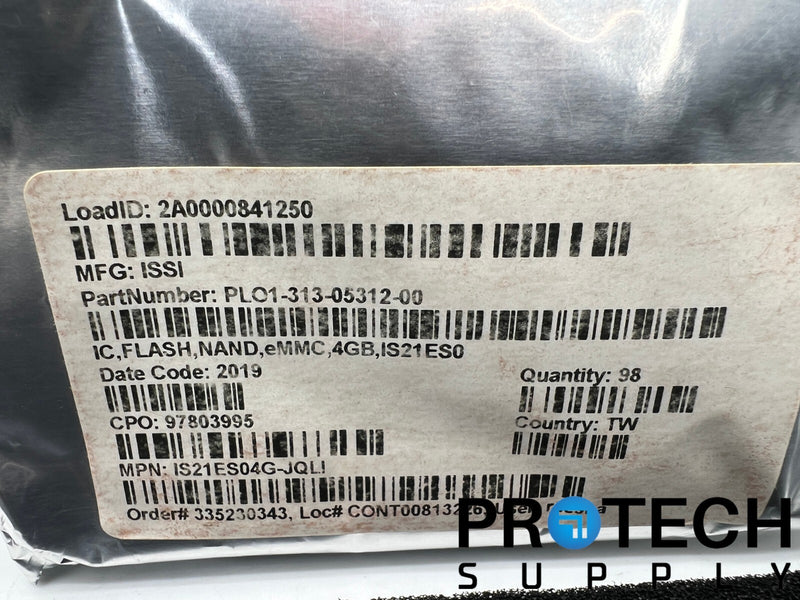 LoadID: 2A0000841250
MFG: ISSI
PartNumber: PLO1-313-05312-00
IC,FLASH,NAND,eMMC,4GB,IS21ES0
Date Code: 2019
Quantity: 98
CPO: 97803995
Country: TW
MPN: IS21ES04G-JQLI
Order# 335230343, Loc#
PROTECH
SUPPLY